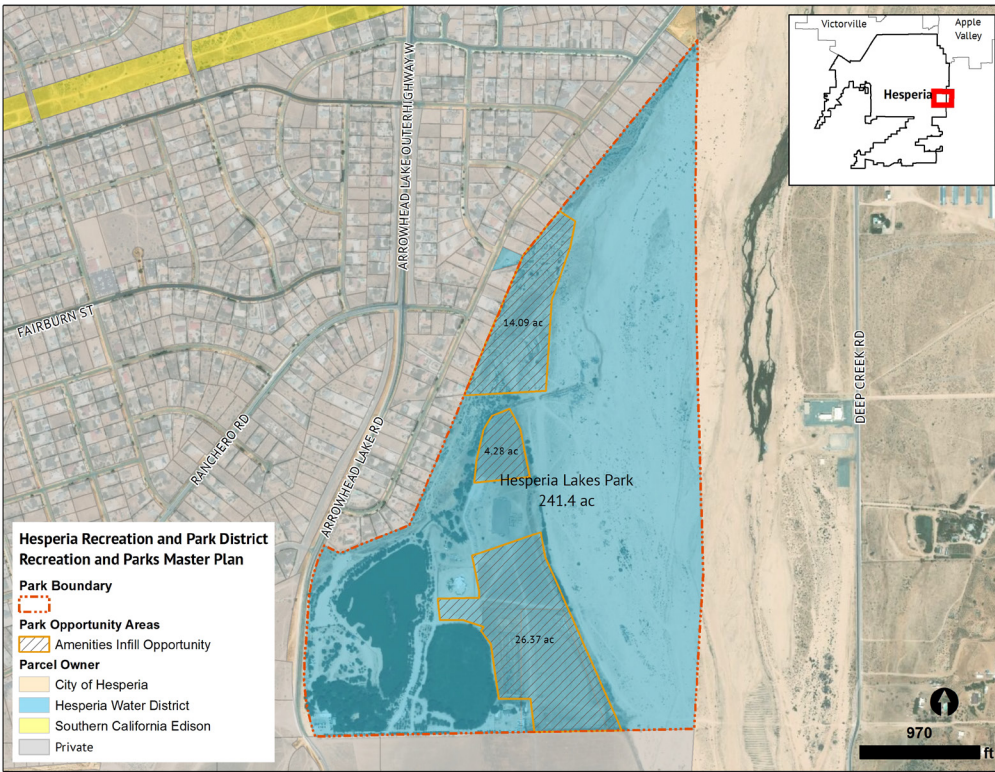 Victorville
Apple
Valley
Hesperia
ARROWHEAD LAKE OUTERHIGHWAY W
FAIRBURN ST
14.09 ac
DEEP CREEK RD
RANCHERO RD
ARROWHEAD LAKE RD
4.28 ac
Hesperia Lakes Park
241.4 ac
26.37 ac
Hesperia Recreation and Park District
Recreation and Parks Master Plan
Park Boundary
Park Opportunity Areas
Amenities Infill Opportunity
Parcel Owner
City of Hesperia
Hesperia Water District
Southern California Edison
Private
970
ft